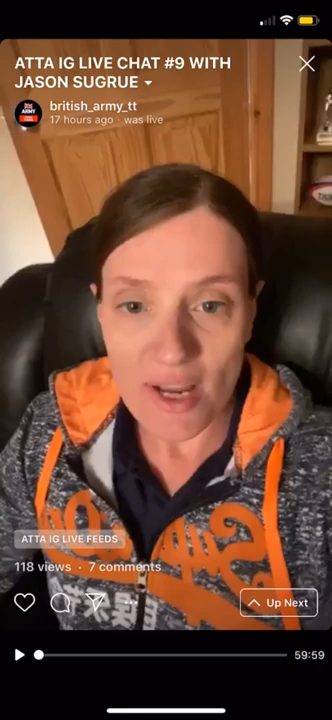 ATTA IG LIVE CHAT #9 WITH
JASON SUGRUE
ARMY
british_army_tt
17 hours ago · was live
ATTA IG LIVE FEEDS
118 views · 7 comments
Up Next
59:59